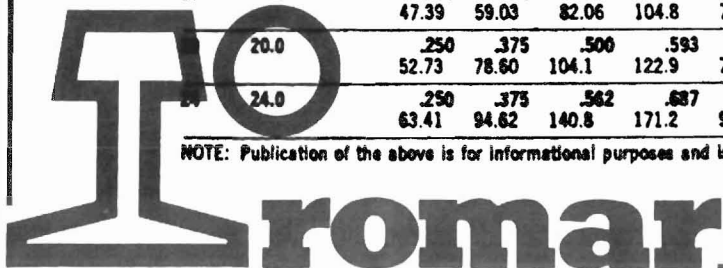 47.39 59.03 82.06 104.8
20.0 .250 .375 .500 .593
52.73 78.60 104.1 122.9
24 24.0 .250 .375 .562 .687
63.41 94.62 140.8 171.2
NOTE: Publication of the above is for informational purposes and
romar